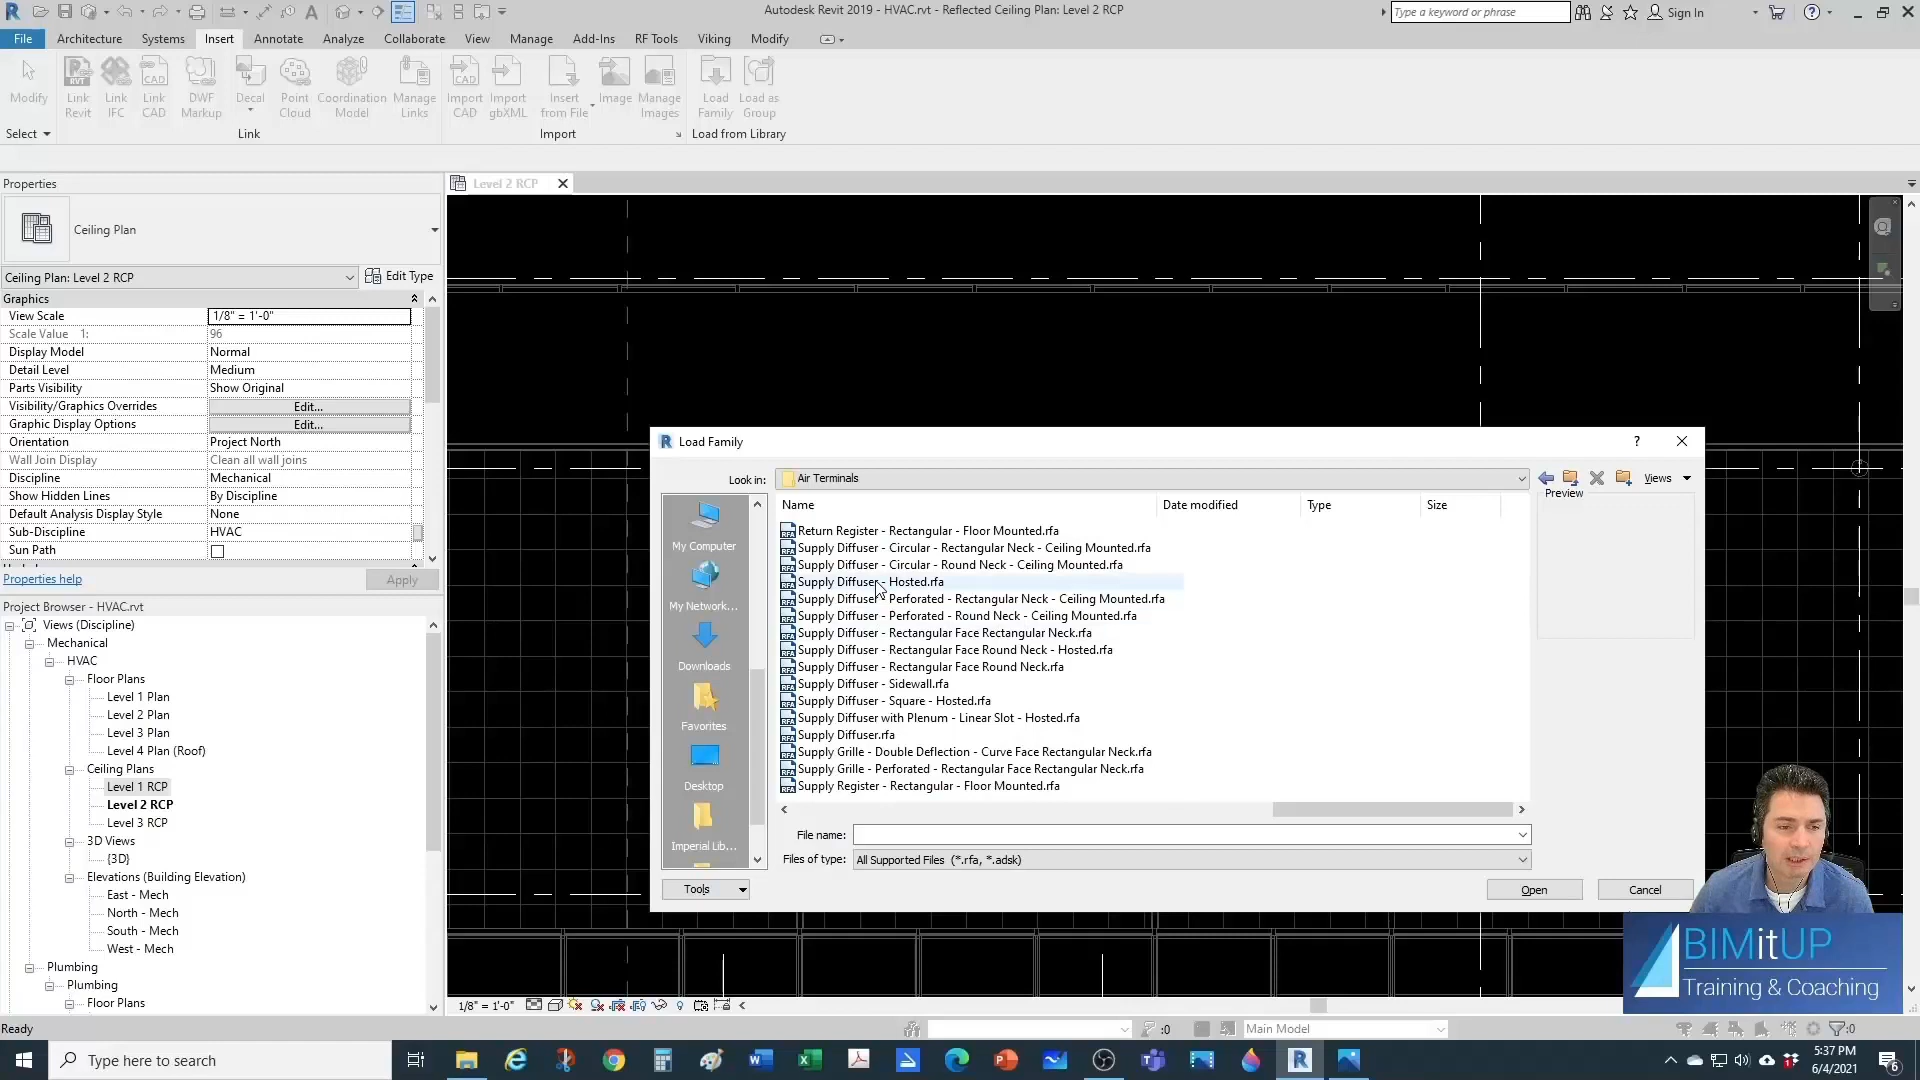 Autodesk Revit 2019 - HVAC.rvt - Reflected Ceiling Plan: Level 2 RCP
Type a keyword or phrase
Sign In
File Architecture Systems Insert Annotate Analyze Collaborate View Manage Add-Ins RF Tools Viking Modify
Modify
Link Revit
Link IFC
Link CAD
DWF Markup
Decal
Point Cloud
Coordination Model
Manage Links
Import CAD
Import gbXML
Insert from File
Image
Manage Images
Load Family
Load as Group
Select
Link
Import
Load from Library
Properties
Level 2 RCP
Ceiling Plan
Ceiling Plan: Level 2 RCP
Edit Type
Graphics
View Scale 1/8" = 1'-0"
Scale Value 1: 96
Display Model Normal
Detail Level Medium
Parts Visibility Show Original
Visibility/Graphics Overrides Edit...
Graphic Display Options Edit...
Orientation Project North
Wall Join Display Clean all wall joins
Discipline Mechanical
Show Hidden Lines By Discipline
Default Analysis Display Style None
Sub-Discipline HVAC
Sun Path
Properties help
Apply
Project Browser - HVAC.rvt
Views (Discipline)
Mechanical
HVAC
Floor Plans
Level 1 Plan
Level 2 Plan
Level 3 Plan
Level 4 Plan (Roof)
Ceiling Plans
Level 1 RCP
Level 2 RCP
Level 3 RCP
3D Views
{3D}
Elevations (Building Elevation)
East - Mech
North - Mech
South - Mech
West - Mech
Plumbing
Plumbing
Floor Plans
Load Family
Look in: Air Terminals
Views
Preview
My Computer
My Network...
Downloads
Favorites
Desktop
Imperial Lib...
Name Date modified Type Size
Return Register - Rectangular - Floor Mounted.rfa
Supply Diffuser - Circular - Rectangular Neck - Ceiling Mounted.rfa
Supply Diffuser - Circular - Round Neck - Ceiling Mounted.rfa
Supply Diffuser - Hosted.rfa
Supply Diffuser - Perforated - Rectangular Neck - Ceiling Mounted.rfa
Supply Diffuser - Perforated - Round Neck - Ceiling Mounted.rfa
Supply Diffuser - Rectangular Face Rectangular Neck.rfa
Supply Diffuser - Rectangular Face Round Neck - Hosted.rfa
Supply Diffuser - Rectangular Face Round Neck.rfa
Supply Diffuser - Sidewall.rfa
Supply Diffuser - Square - Hosted.rfa
Supply Diffuser with Plenum - Linear Slot - Hosted.rfa
Supply Diffuser.rfa
Supply Grille - Double Deflection - Curve Face Rectangular Neck.rfa
Supply Grille - Perforated - Rectangular Face Rectangular Neck.rfa
Supply Register - Rectangular - Floor Mounted.rfa
File name:
Files of type: All Supported Files (*.rfa, *.adsk)
Tools
Open
Cancel
BIMitUP
Training & Coaching
1/8" = 1'-0"
Ready
:0
Main Model
:0
Type here to search
5:37 PM
6/4/2021
6